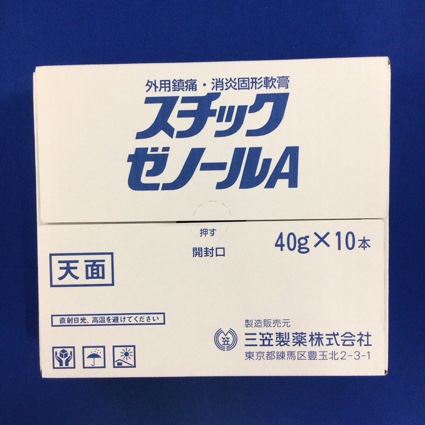 外用鎮痛・消炎固形軟膏
スチック
ゼノールA
押す
開封口
40g×10本
天面
直射日光、高温を避けてください
製造販売元
三笠製薬株式会社
東京都練馬区豊玉北2-3-1